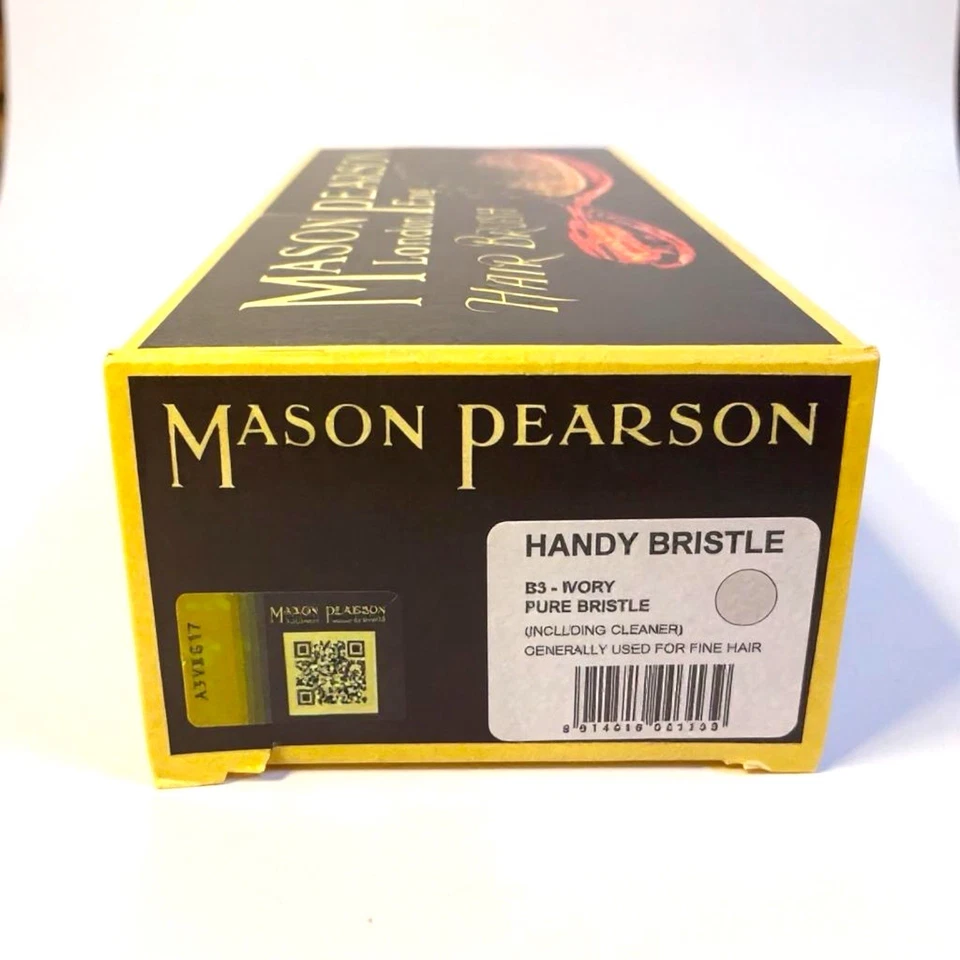 MASON PEARSON
London Eng
HAIR BRUSH
MASON PEARSON
HANDY BRISTLE
B3 - IVORY
PURE BRISTLE
(INCLUDING CLEANER)
GENERALLY USED FOR FINE HAIR
MASON PEARSON